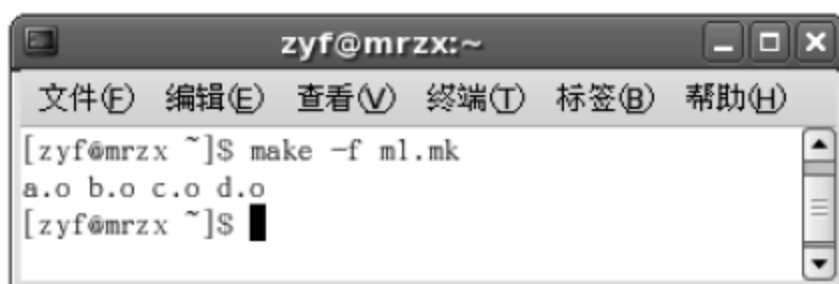 zyf@mrzx:~
文件(F) 编辑(E) 查看(V) 终端(T) 标签(B) 帮助(H)
[zyf@mrzx ~]$ make -f ml.mk
a.o b.o c.o d.o
[zyf@mrzx ~]$